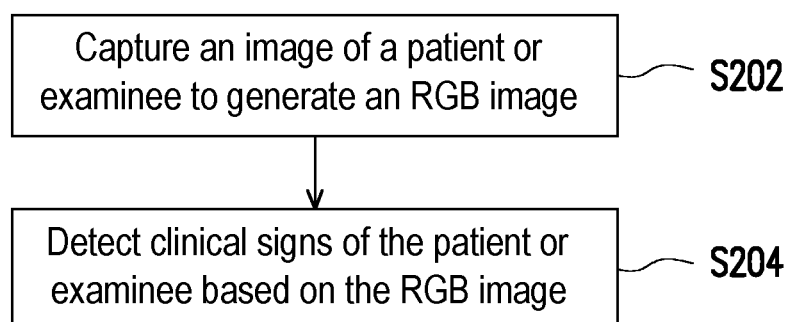 Capture an image of a patient or
examinee to generate an RGB image
S202
Detect clinical signs of the patient or
examinee based on the RGB image
S204